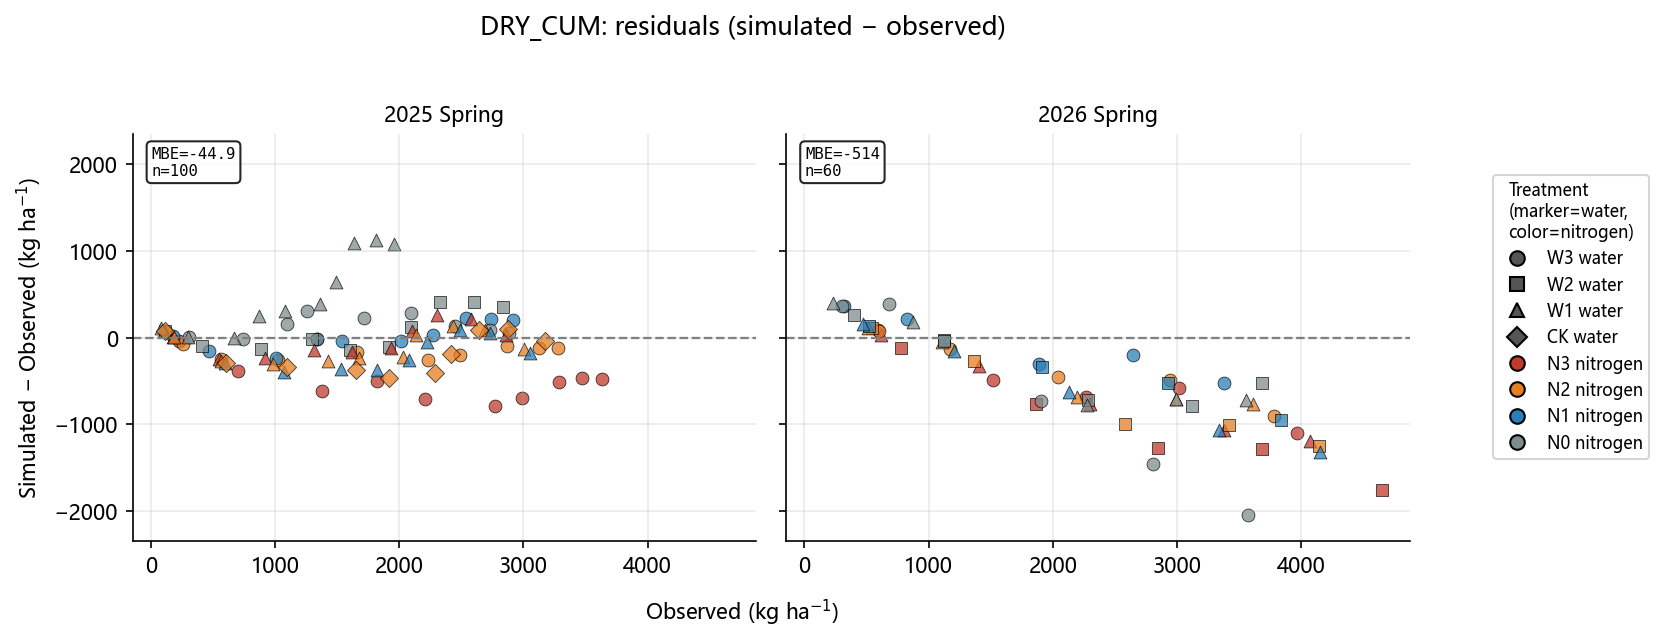 DRY_CUM: residuals (simulated − observed)
2025 Spring
2026 Spring
MBE=-44.9
n=100
MBE=-514
n=60
Simulated − Observed (kg ha⁻¹)
2000
1000
0
−1000
−2000
0 1000 2000 3000 4000
0 1000 2000 3000 4000
Observed (kg ha⁻¹)
Treatment
(marker=water,
color=nitrogen)
W3 water
W2 water
W1 water
CK water
N3 nitrogen
N2 nitrogen
N1 nitrogen
N0 nitrogen